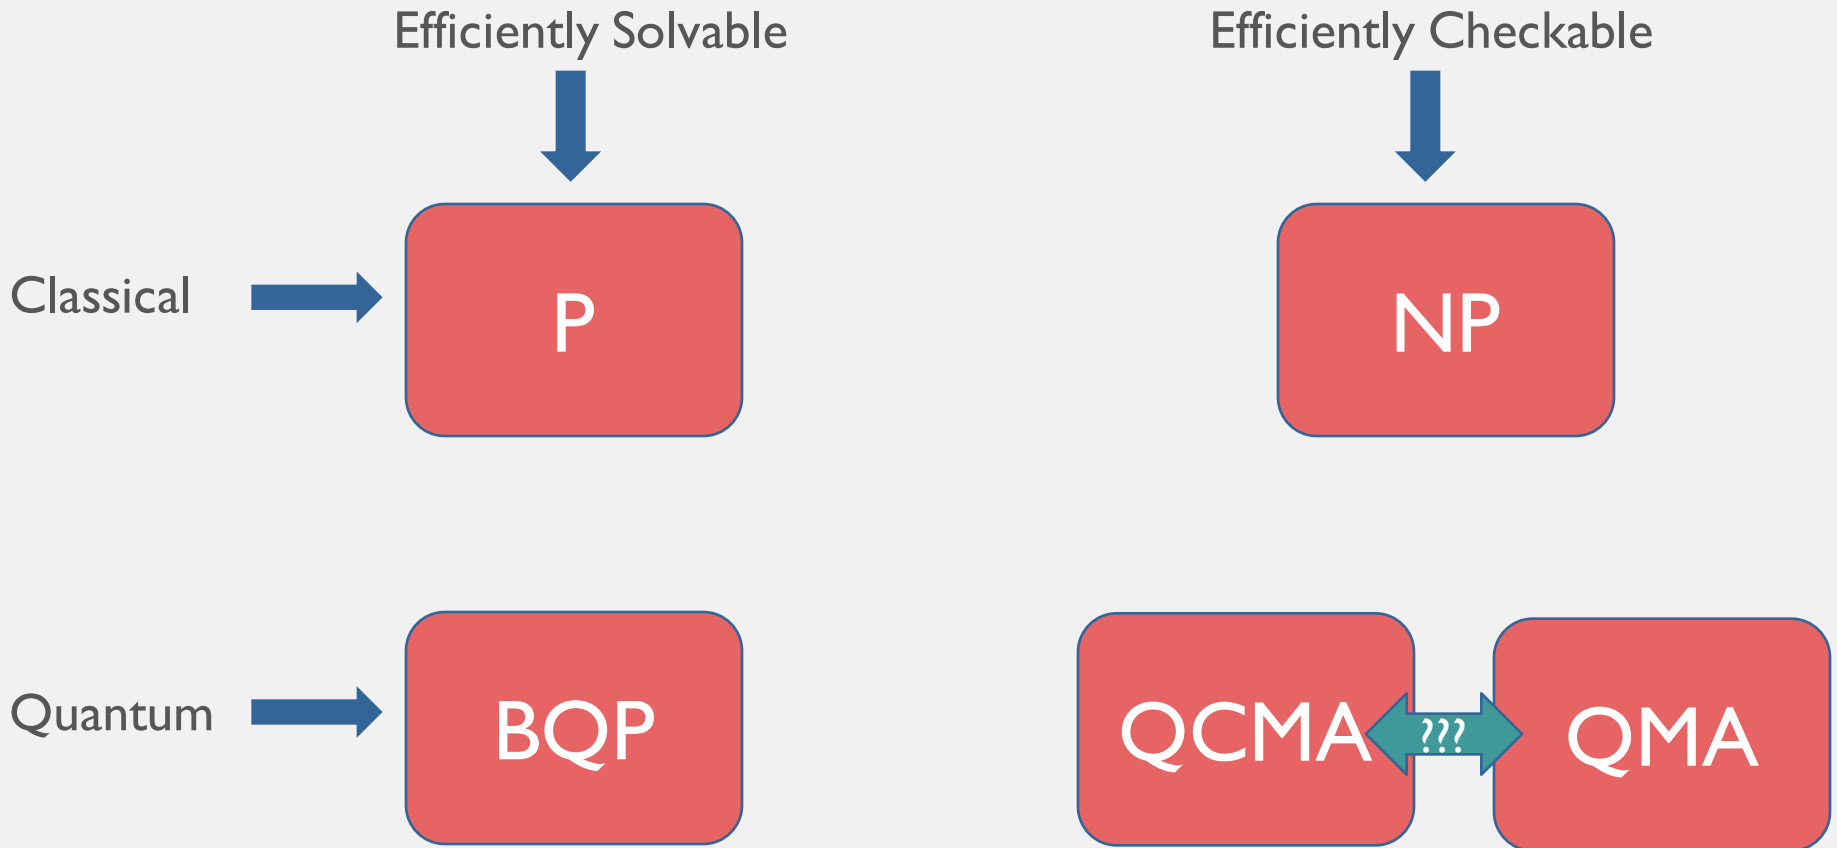 Efficiently Solvable
Efficiently Checkable
Classical
P
NP
Quantum
BQP
QCMA
???
QMA